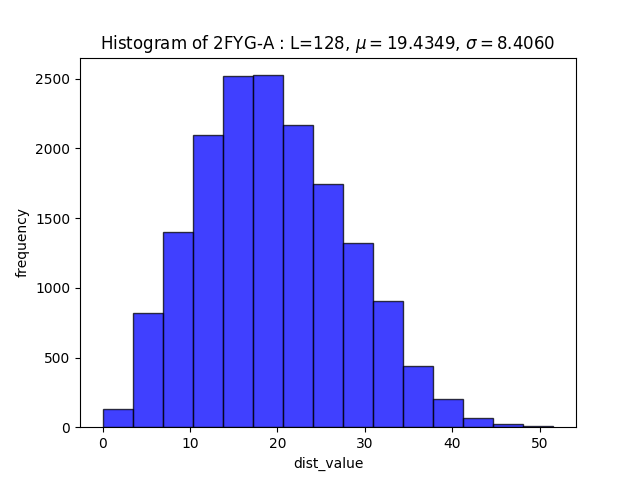 Histogram of 2FYG-A : L=128, μ = 19.4349, σ = 8.4060
2500
2000
1500
1000
500
0
frequency
0 10 20 30 40 50
dist_value